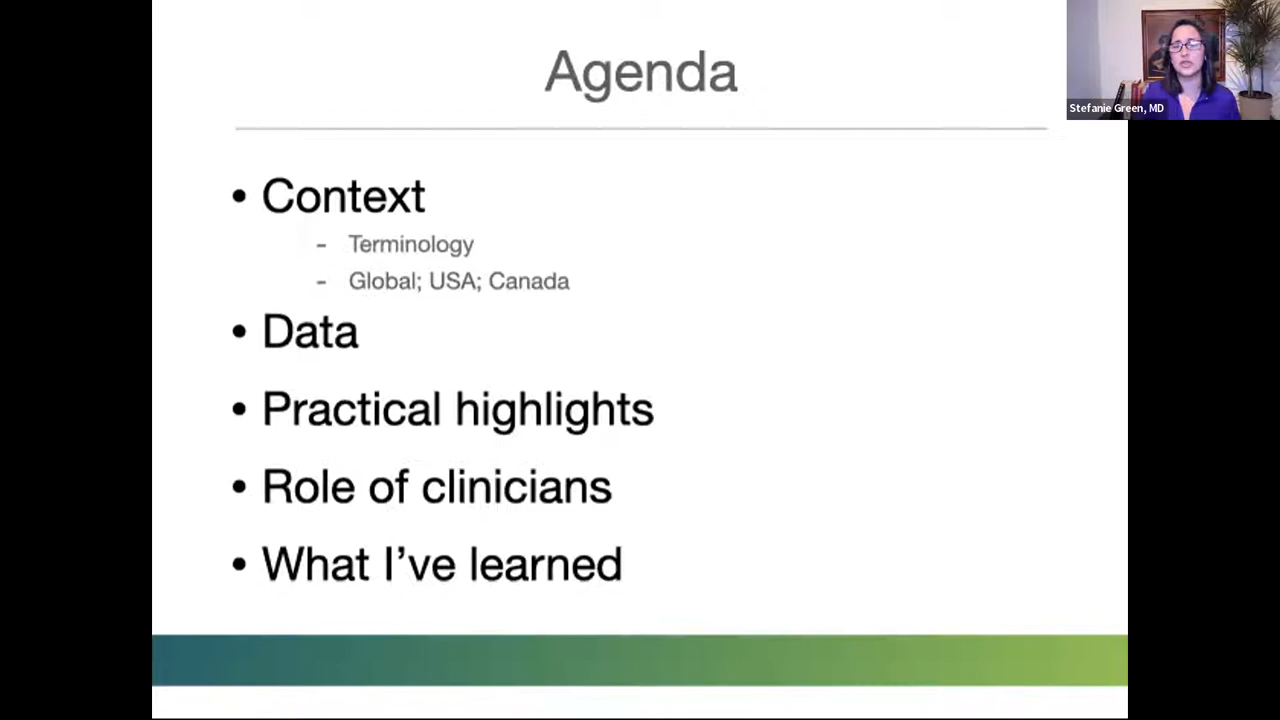 Agenda
Stefanie Green, MD
• Context
- Terminology
- Global; USA; Canada
• Data
• Practical highlights
• Role of clinicians
• What I’ve learned